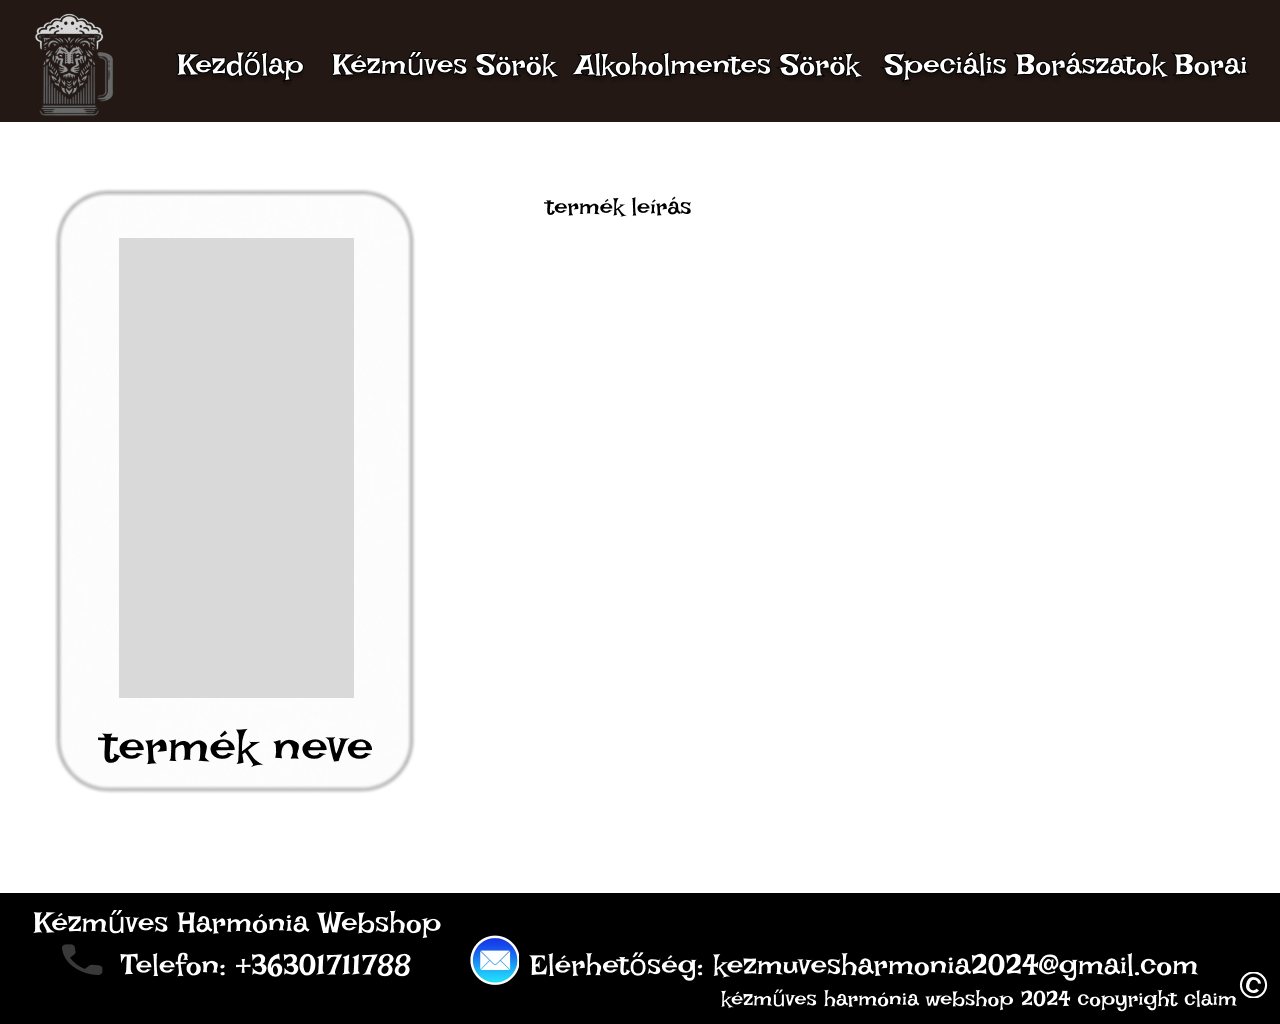 Kezdőlap Kézműves Sörök Alkoholmentes Sörök Speciális Borászatok Borai
termék leírás
termék neve
Kézműves Harmónia Webshop
Telefon: +36301711788 Elérhetőség: kezmuvesharmonia2024@gmail.com
kézműves harmónia webshop 2024 copyright claim ©